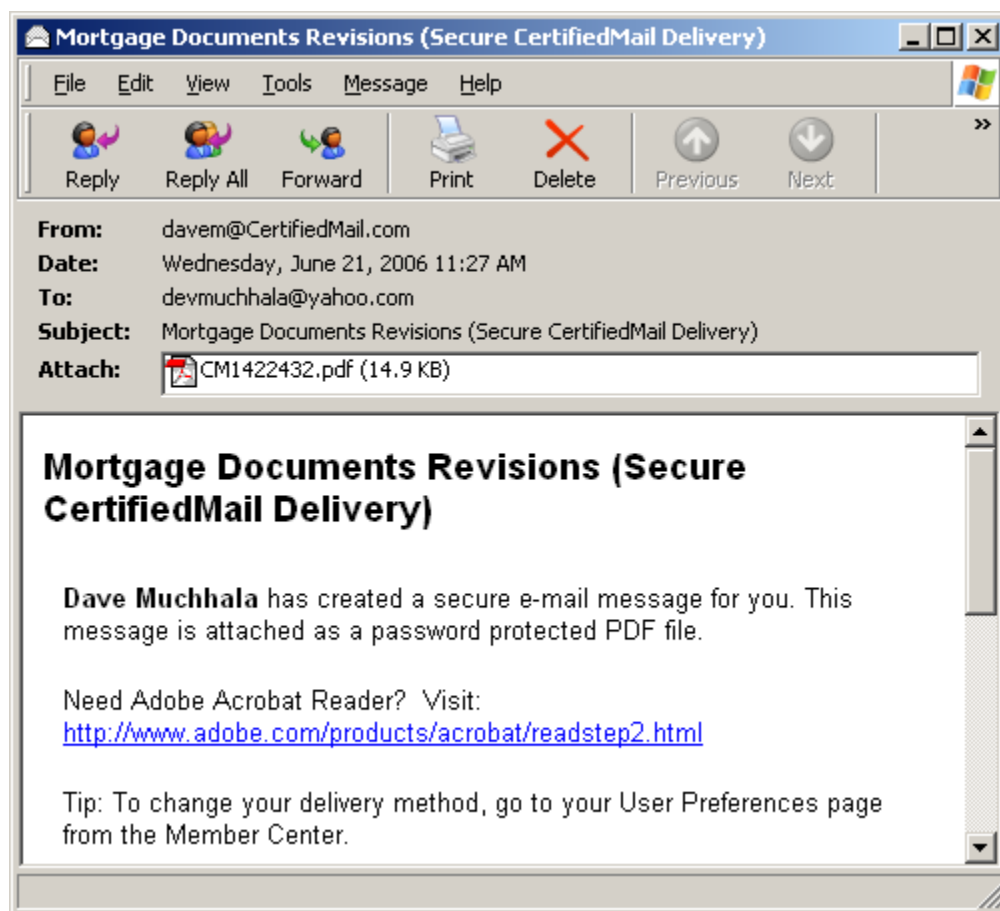 Mortgage Documents Revisions (Secure CertifiedMail Delivery)
File Edit View Tools Message Help
Reply Reply All Forward Print Delete Previous Next »
From: davem@CertifiedMail.com
Date: Wednesday, June 21, 2006 11:27 AM
To: devmuchhala@yahoo.com
Subject: Mortgage Documents Revisions (Secure CertifiedMail Delivery)
Attach: CM1422432.pdf (14.9 KB)
Mortgage Documents Revisions (Secure
CertifiedMail Delivery)
Dave Muchhala has created a secure e-mail message for you. This
message is attached as a password protected PDF file.
Need Adobe Acrobat Reader? Visit:
http://www.adobe.com/products/acrobat/readstep2.html
Tip: To change your delivery method, go to your User Preferences page
from the Member Center.